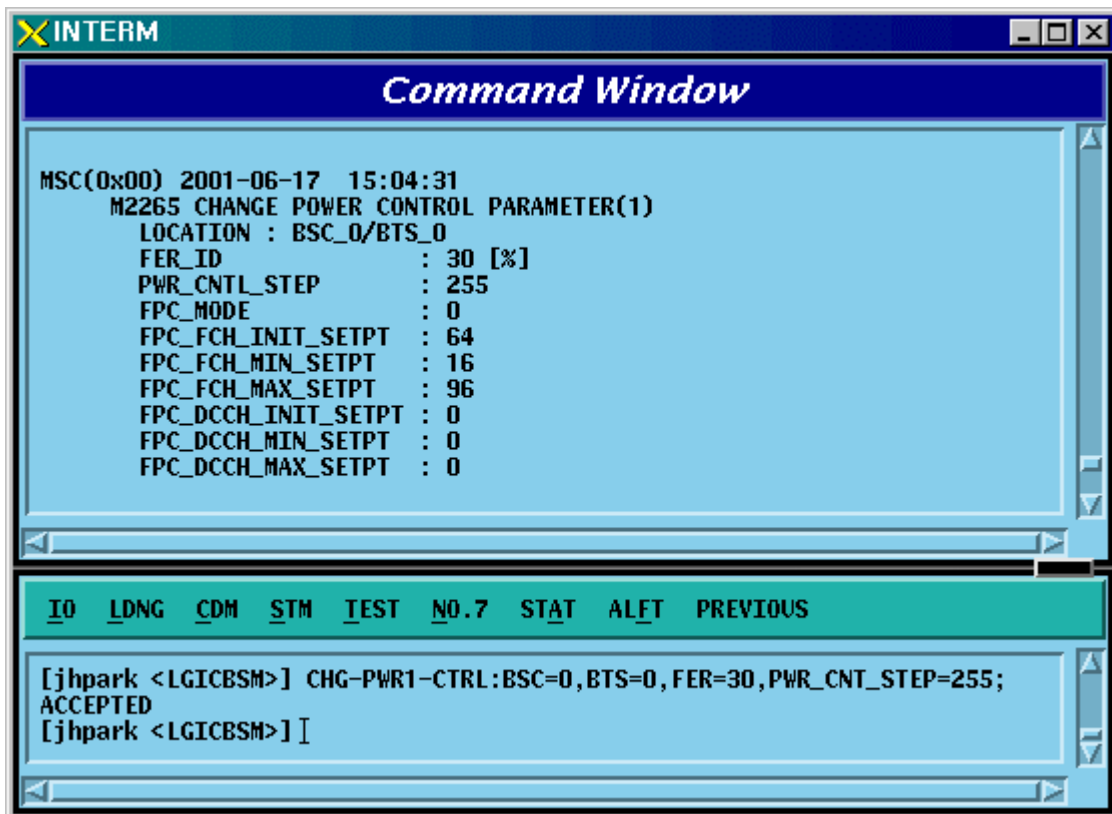 INTERM
Command Window
MSC(0x00) 2001-06-17 15:04:31
M2265 CHANGE POWER CONTROL PARAMETER(1)
LOCATION : BSC_0/BTS_0
FER_ID : 30 [%]
PWR_CNTL_STEP : 255
FPC_MODE : 0
FPC_FCH_INIT_SETPT : 64
FPC_FCH_MIN_SETPT : 16
FPC_FCH_MAX_SETPT : 96
FPC_DCCH_INIT_SETPT : 0
FPC_DCCH_MIN_SETPT : 0
FPC_DCCH_MAX_SETPT : 0
IO LDNG CDM STM TEST NO.7 STAT ALFT PREVIOUS
[jhpark <LGICBSM>] CHG-PWR1-CTRL:BSC=0,BTS=0,FER=30,PWR_CNT_STEP=255;
ACCEPTED
[jhpark <LGICBSM>]